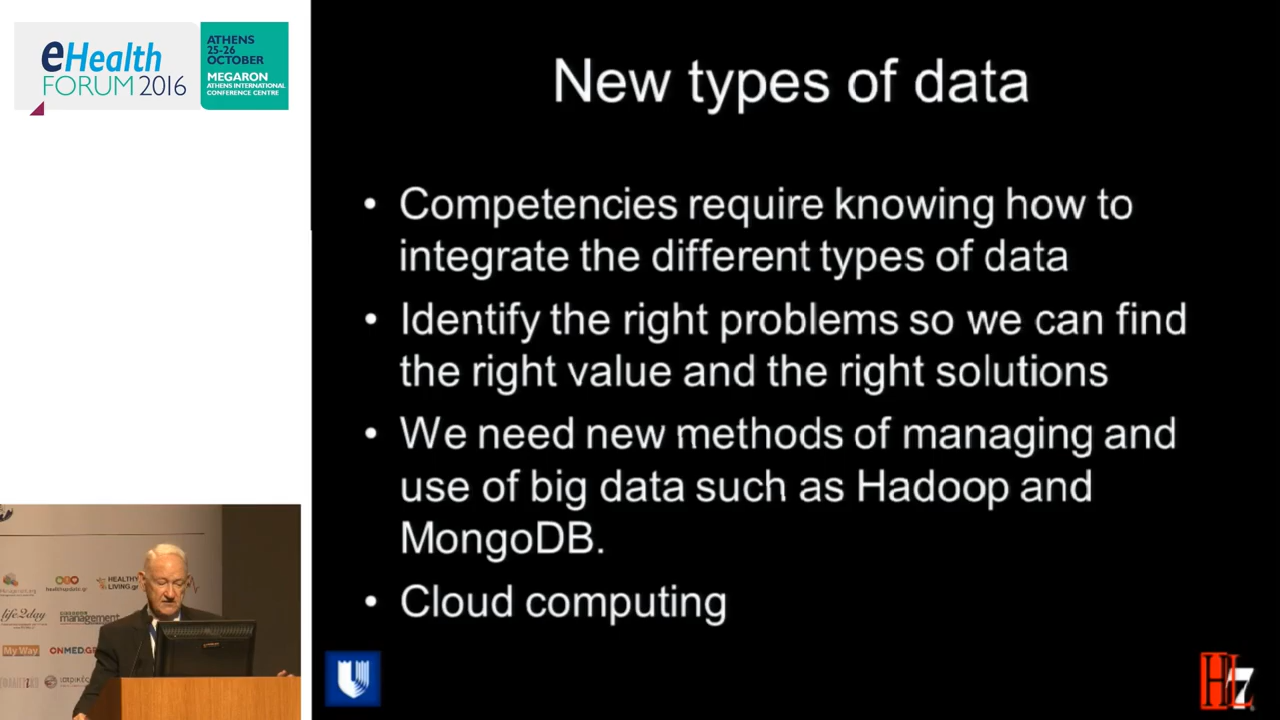 eHealth
FORUM 2016
ATHENS
25-26
OCTOBER
MEGARON
ATHENS INTERNATIONAL
CONFERENCE CENTRE
New types of data
• Competencies require knowing how to
integrate the different types of data
• Identify the right problems so we can find
the right value and the right solutions
• We need new methods of managing and
use of big data such as Hadoop and
MongoDB.
• Cloud computing
HEALTHY
LIVING.gr
life2day
management
My Way
ONMED.GR
HL7